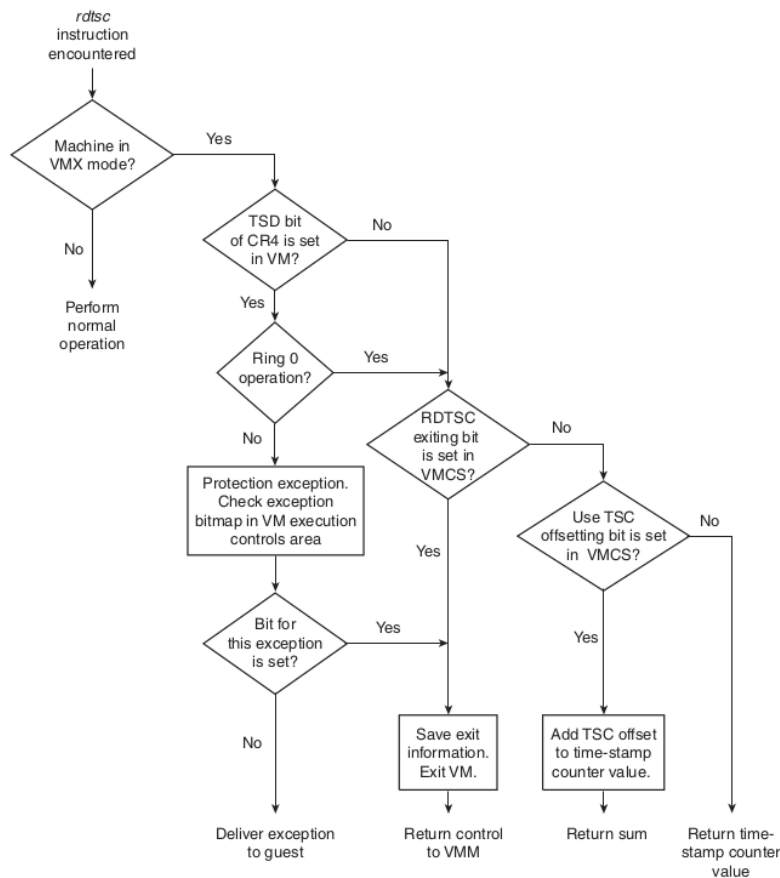 rdtsc
instruction
encountered
Machine in
VMX mode?
Yes
No
Perform
normal
operation
TSD bit
of CR4 is set
in VM?
No
Yes
Ring 0
operation?
Yes
No
RDTSC
exiting bit
is set in
VMCS?
No
Yes
Protection exception.
Check exception
bitmap in VM execution
controls area
Use TSC
offsetting bit is set
in VMCS?
No
Yes
Bit for
this exception
is set?
Yes
No
Save exit
information.
Exit VM.
Add TSC offset
to time-stamp
counter value.
Deliver exception
to guest
Return control
to VMM
Return sum
Return time-
stamp counter
value